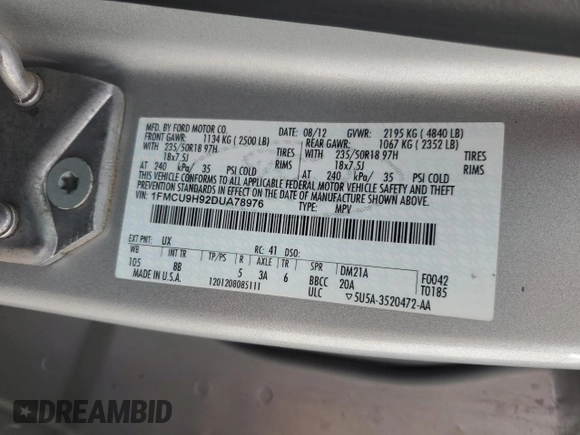 MFD. BY FORD MOTOR CO.
DATE: 08/12 GVWR: 2195 KG ( 4840 LB)
FRONT GAWR: 1134 KG ( 2500 LB) REAR GAWR: 1067 KG ( 2352 LB)
WITH 235/50R18 97H TIRES WITH 235/50R18 97H TIRES
18x7.5J RIMS 18x7.5J RIMS
AT 240 kPa/ 35 PSI COLD AT 240 kPa/ 35 PSI COLD
THIS VEHICLE CONFORMS TO ALL APPLICABLE FEDERAL MOTOR VEHICLE SAFETY AND BUMPER
STANDARDS IN EFFECT ON THE DATE OF MANUFACTURE SHOWN ABOVE.
VIN: 1FMCU9H92DUA78976
TYPE: MPV
EXT PNT: UX RC: 41 DSO:
WB INT TR TP/PS R AXLE TR SPR DM21A F0042
105 8B 5 3A 6 BBCC 20A T0185
MADE IN U.S.A. 1201208085111 ULC ▽5U5A-3520472-AA
DREAMBID